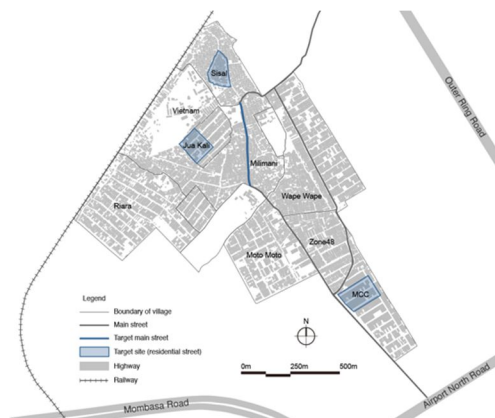 Sisal
Vietnam
Outer Ring Road
Jua Kali
Milimani
Wape Wape
Riara
Zone48
Moto Moto
MCC
Legend
Boundary of village
Main street
Target main street
Target site (residential street)
Highway
Railway
N
0m 250m 500m
Airport North Road
Mombasa Road